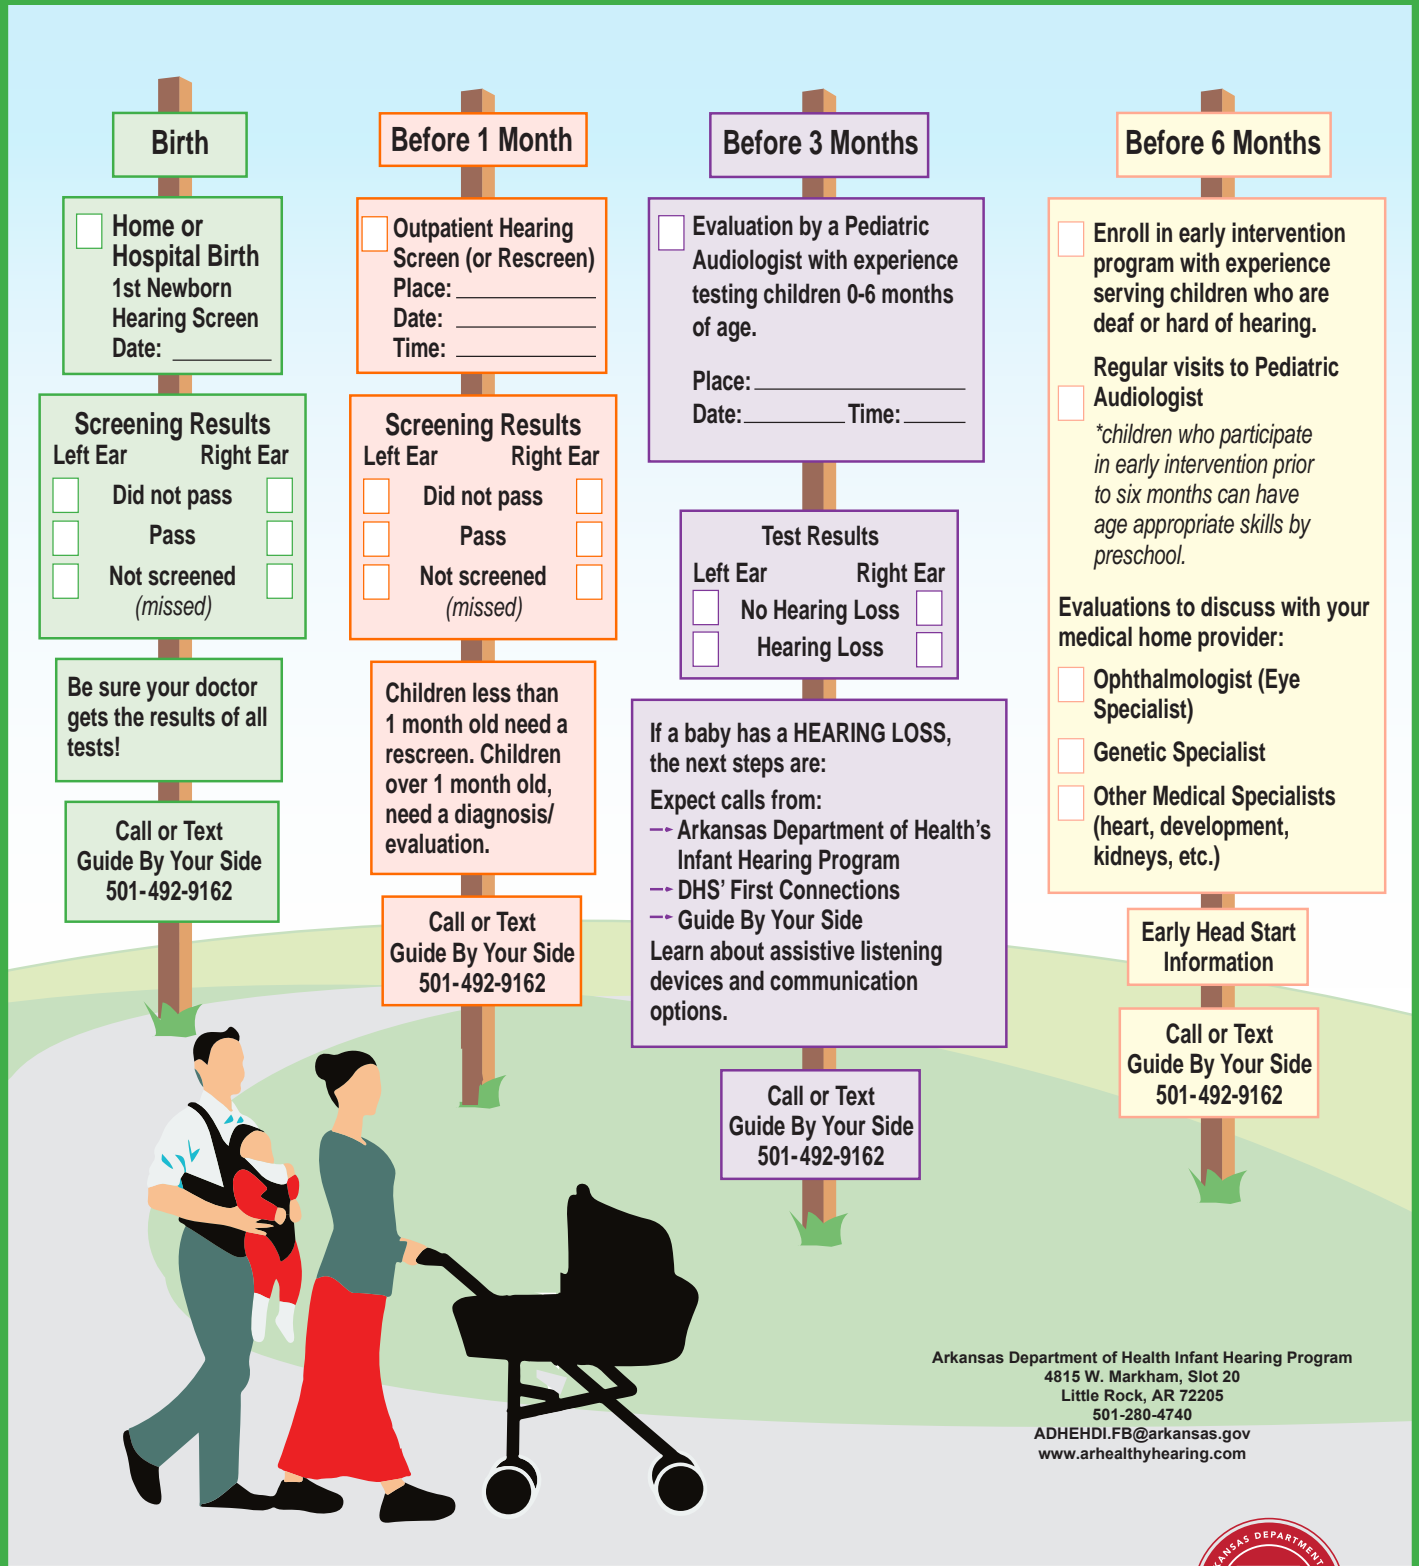 Birth
Home or
Hospital Birth
1st Newborn
Hearing Screen
Date: ________
Screening Results
Left Ear Right Ear
Did not pass
Pass
Not screened
(missed)
Be sure your doctor
gets the results of all
tests!
Call or Text
Guide By Your Side
501-492-9162
Before 1 Month
Outpatient Hearing
Screen (or Rescreen)
Place: ___________
Date: ___________
Time: ___________
Screening Results
Left Ear Right Ear
Did not pass
Pass
Not screened
(missed)
Children less than
1 month old need a
rescreen. Children
over 1 month old,
need a diagnosis/
evaluation.
Call or Text
Guide By Your Side
501-492-9162
Before 3 Months
Evaluation by a Pediatric
Audiologist with experience
testing children 0-6 months
of age.
Place: _________________
Date: ________ Time: _____
Test Results
Left Ear Right Ear
No Hearing Loss
Hearing Loss
If a baby has a HEARING LOSS,
the next steps are:
Expect calls from:
Arkansas Department of Health’s
Infant Hearing Program
DHS’ First Connections
Guide By Your Side
Learn about assistive listening
devices and communication
options.
Call or Text
Guide By Your Side
501-492-9162
Before 6 Months
Enroll in early intervention
program with experience
serving children who are
deaf or hard of hearing.
Regular visits to Pediatric
Audiologist
*children who participate
in early intervention prior
to six months can have
age appropriate skills by
preschool.
Evaluations to discuss with your
medical home provider:
Ophthalmologist (Eye
Specialist)
Genetic Specialist
Other Medical Specialists
(heart, development,
kidneys, etc.)
Early Head Start
Information
Call or Text
Guide By Your Side
501-492-9162
Arkansas Department of Health Infant Hearing Program
4815 W. Markham, Slot 20
Little Rock, AR 72205
501-280-4740
ADHEHDI.FB@arkansas.gov
www.arhealthyhearing.com